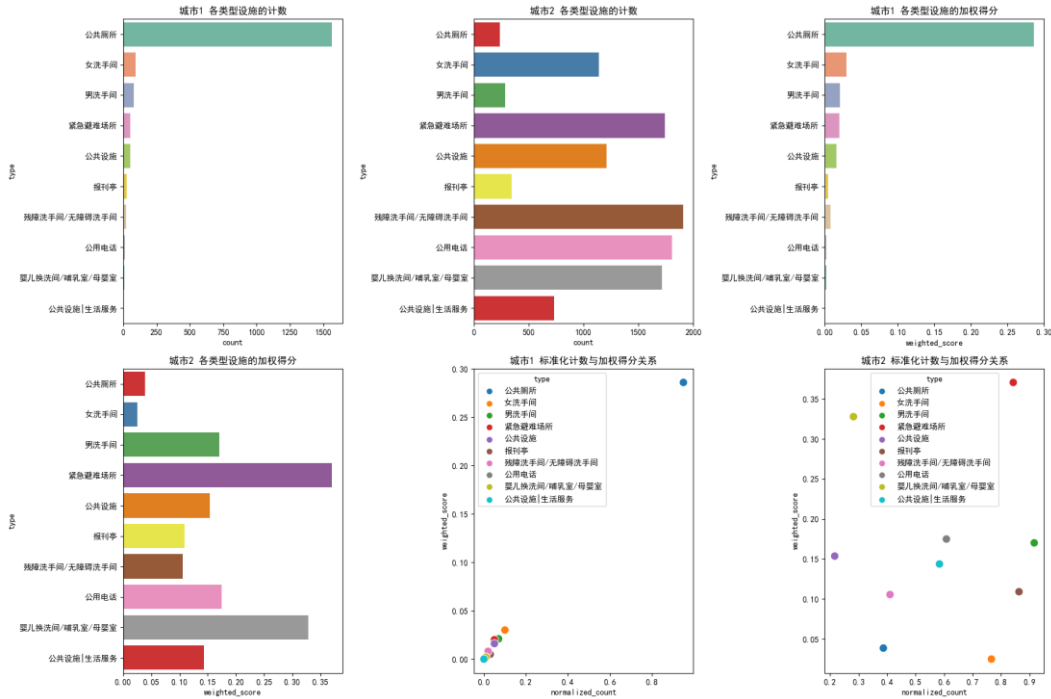 城市1 各类型设施的计数
公共厕所
女洗手间
男洗手间
紧急避难场所
公共设施
报刊亭
残障洗手间/无障碍洗手间
公用电话
婴儿换洗间/哺乳室/母婴室
公共设施|生活服务
type
0 250 500 750 1000 1250 1500
count
城市2 各类型设施的计数
公共厕所
女洗手间
男洗手间
紧急避难场所
公共设施
报刊亭
残障洗手间/无障碍洗手间
公用电话
婴儿换洗间/哺乳室/母婴室
公共设施|生活服务
type
0 500 1000 1500 2000
count
城市1 各类型设施的加权得分
公共厕所
女洗手间
男洗手间
紧急避难场所
公共设施
报刊亭
残障洗手间/无障碍洗手间
公用电话
婴儿换洗间/哺乳室/母婴室
公共设施|生活服务
type
0.00 0.05 0.10 0.15 0.20 0.25 0.30
weighted_score
城市2 各类型设施的加权得分
公共厕所
女洗手间
男洗手间
紧急避难场所
公共设施
报刊亭
残障洗手间/无障碍洗手间
公用电话
婴儿换洗间/哺乳室/母婴室
公共设施|生活服务
type
0.00 0.05 0.10 0.15 0.20 0.25 0.30 0.35
weighted_score
城市1 标准化计数与加权得分关系
type
公共厕所
女洗手间
男洗手间
紧急避难场所
公共设施
报刊亭
残障洗手间/无障碍洗手间
公用电话
婴儿换洗间/哺乳室/母婴室
公共设施|生活服务
weighted_score
0.30
0.25
0.20
0.15
0.10
0.05
0.00
0.0 0.2 0.4 0.6 0.8
normalized_count
城市2 标准化计数与加权得分关系
type
公共厕所
女洗手间
男洗手间
紧急避难场所
公共设施
报刊亭
残障洗手间/无障碍洗手间
公用电话
婴儿换洗间/哺乳室/母婴室
公共设施|生活服务
weighted_score
0.35
0.30
0.25
0.20
0.15
0.10
0.05
0.2 0.3 0.4 0.5 0.6 0.7 0.8 0.9
normalized_count